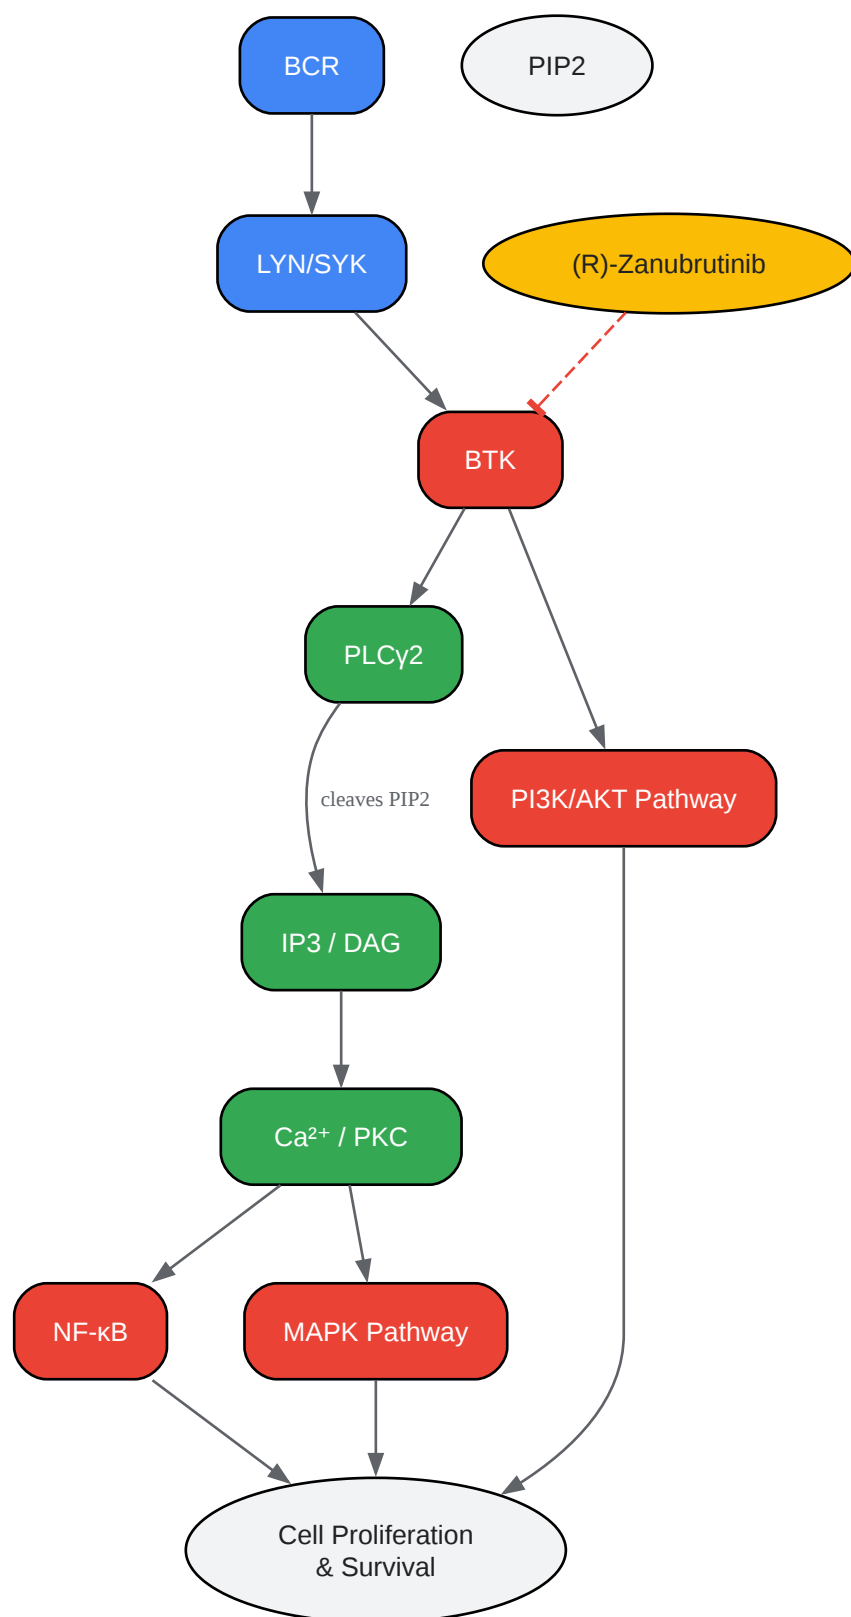 BCR
PIP2
LYN/SYK
(R)-Zanubrutinib
BTK
PLCγ2
cleaves PIP2
PI3K/AKT Pathway
IP3 / DAG
Ca²⁺ / PKC
NF-κB
MAPK Pathway
Cell Proliferation
& Survival